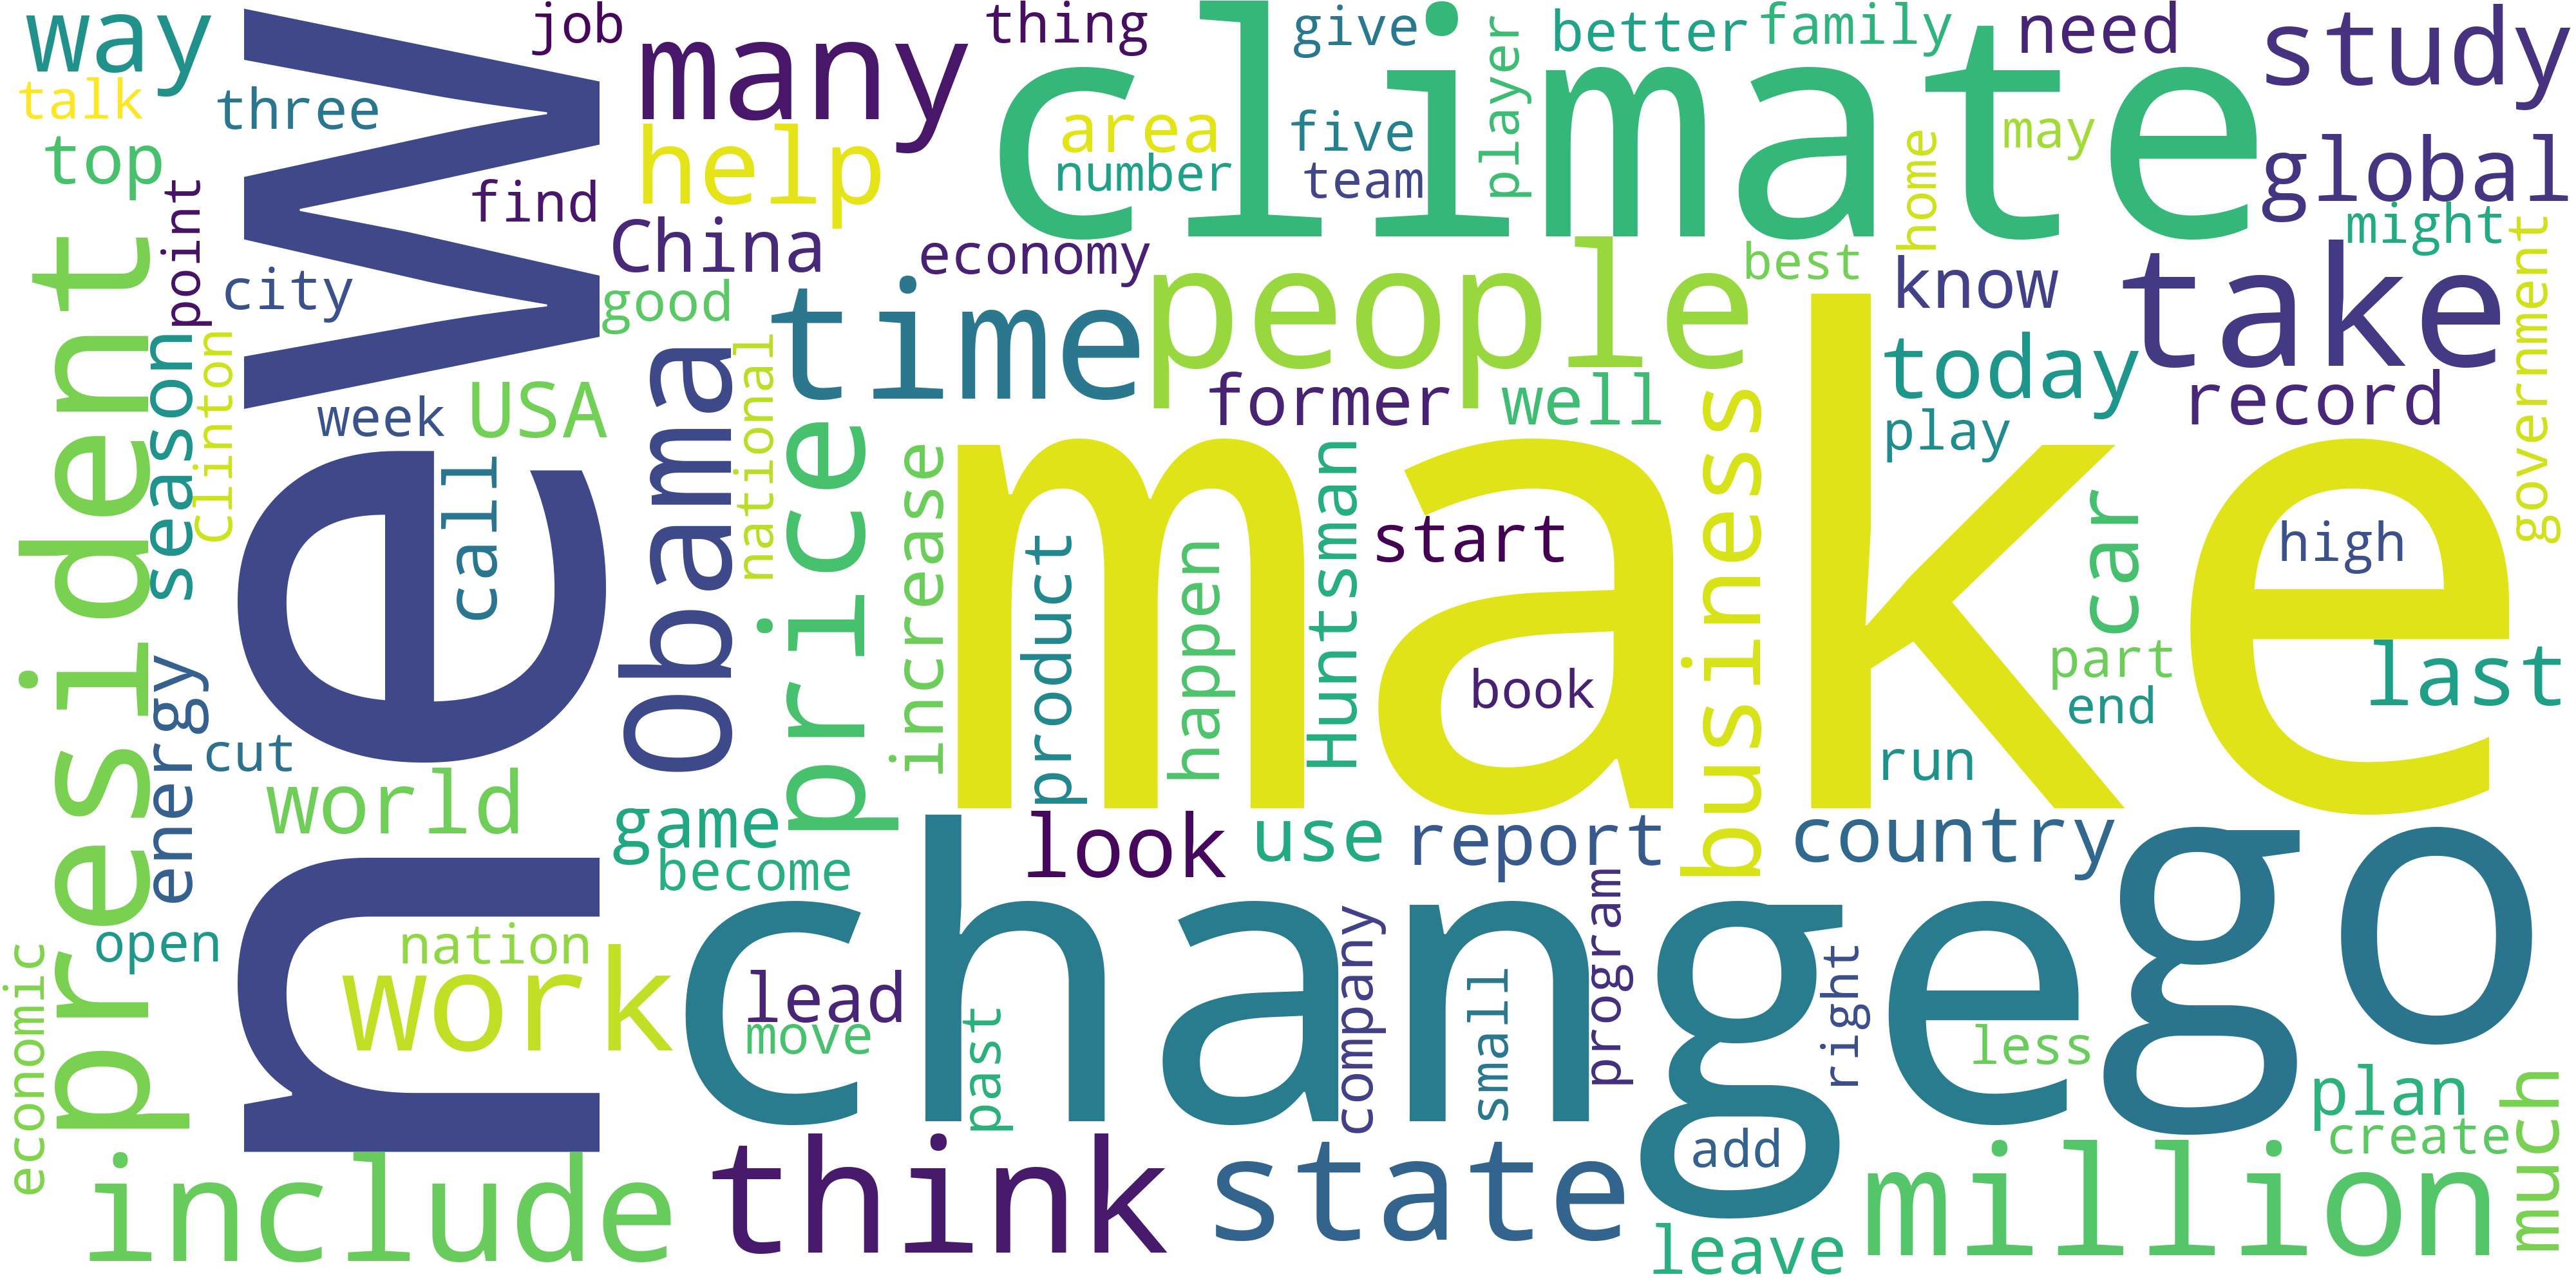 way
job
many
thing
climate
give
better
family
need
study
talk
three
help
area
five
player
may
top
number
team
home
global
point
find
new
China
economy
people
best
know
might
take
government
city
good
time
today
president
season
Clinton
week
USA
Obama
national
price
former
well
business
play
record
call
increase
make
Huntsman
start
car
high
product
happen
book
part
last
energy
cut
end
run
world
game
look
use
report
country
become
change
go
open
nation
work
lead
move
past
company
small
program
right
less
economic
plan
create
much
include
think
state
add
million
leave